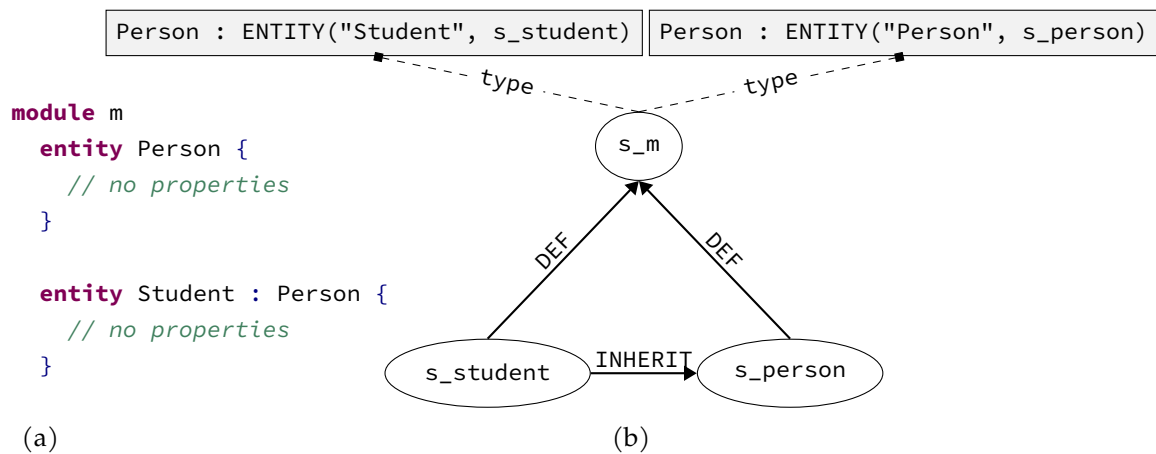 Person : ENTITY("Student", s_student)
Person : ENTITY("Person", s_person)
type
type
module m
entity Person {
// no properties
}
entity Student : Person {
// no properties
}
s_m
DEF
DEF
s_student
INHERIT
s_person
(a)
(b)